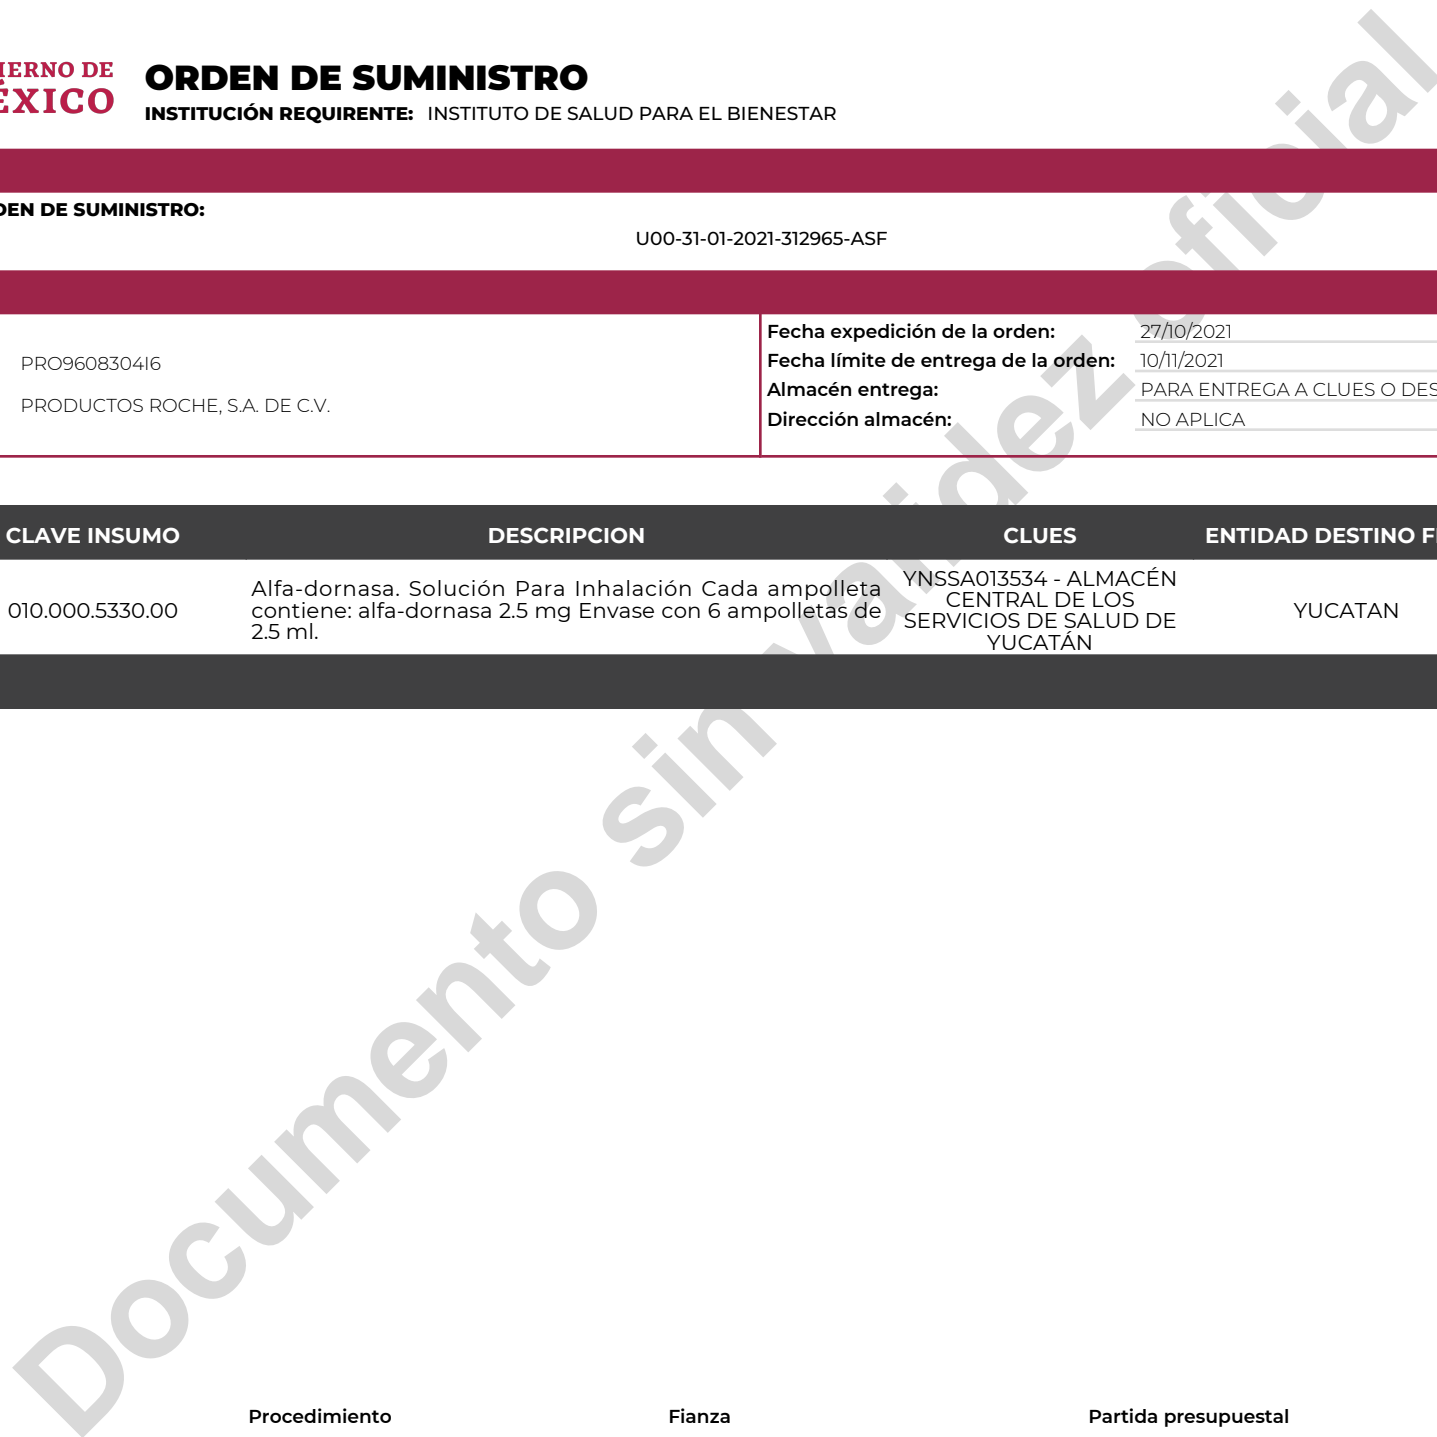 IERNO DE
ÉXICO
ORDEN DE SUMINISTRO
INSTITUCIÓN REQUIRENTE: INSTITUTO DE SALUD PARA EL BIENESTAR
DEN DE SUMINISTRO:
U00-31-01-2021-312965-ASF
PRO9608304I6
PRODUCTOS ROCHE, S.A. DE C.V.
Fecha expedición de la orden: 27/10/2021
Fecha límite de entrega de la orden: 10/11/2021
Almacén entrega: PARA ENTREGA A CLUES O DES
Dirección almacén: NO APLICA
CLAVE INSUMO DESCRIPCION CLUES ENTIDAD DESTINO F
010.000.5330.00
Alfa-dornasa. Solución Para Inhalación Cada ampolleta
contiene: alfa-dornasa 2.5 mg Envase con 6 ampolletas de
2.5 ml.
YNSSA013534 - ALMACÉN
CENTRAL DE LOS
SERVICIOS DE SALUD DE
YUCATÁN
YUCATAN
Documento sin validez oficial
Procedimiento Fianza Partida presupuestal